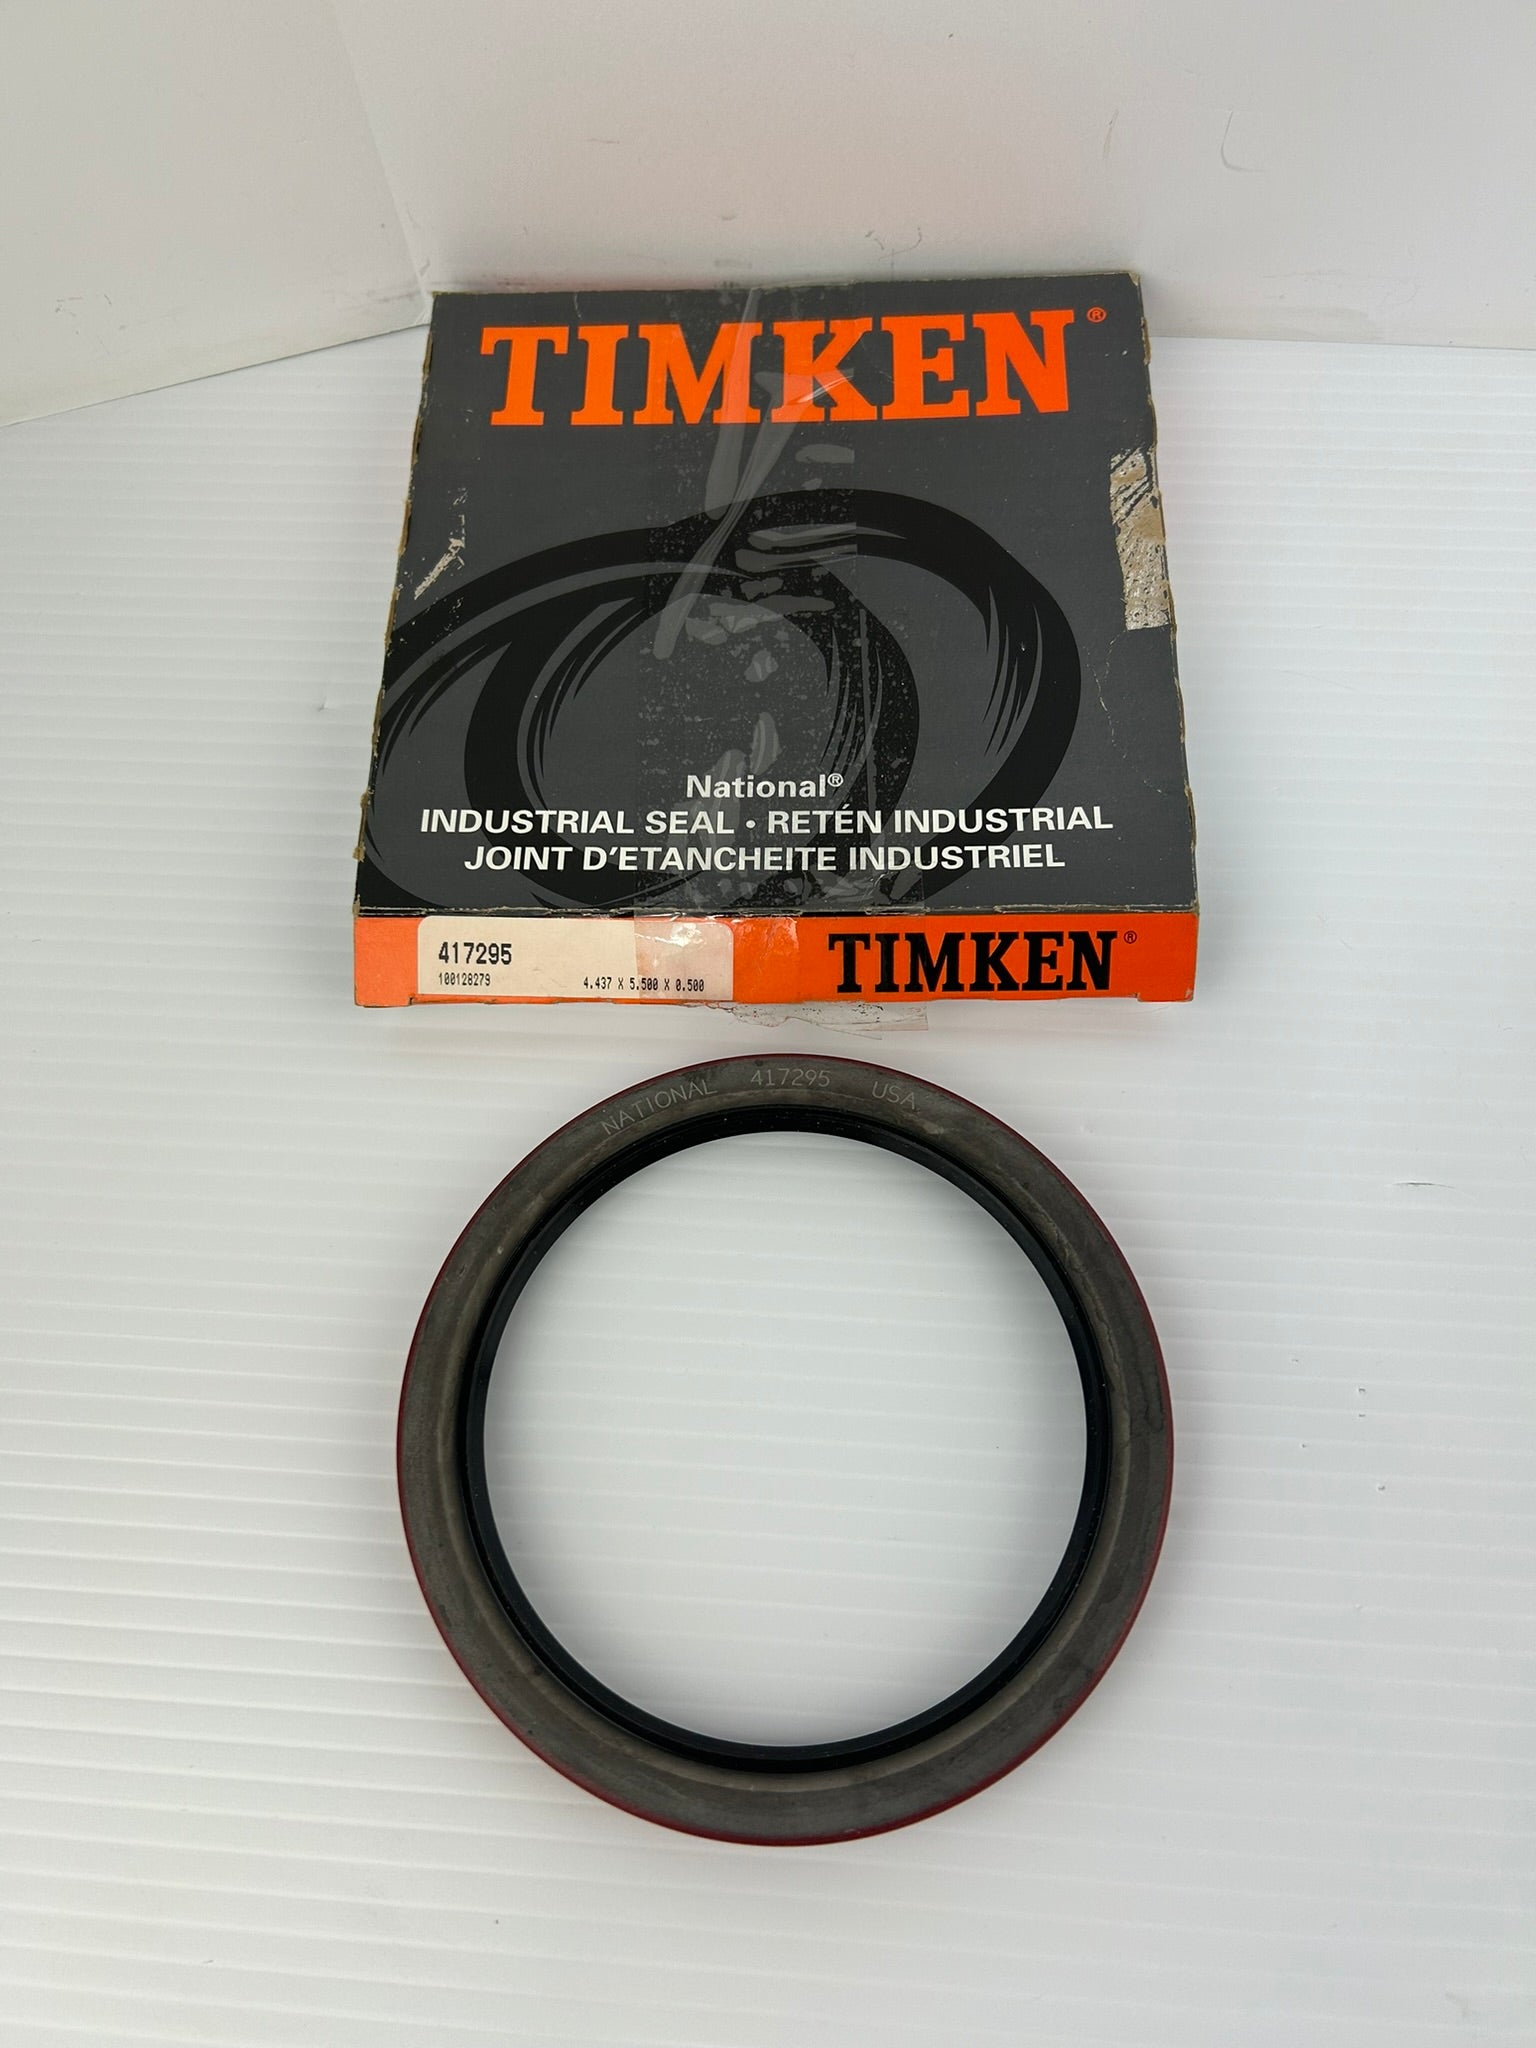 TIMKEN®
National®
INDUSTRIAL SEAL • RETÉN INDUSTRIAL
JOINT D'ETANCHEITE INDUSTRIEL
417295
100128279 4.437 X 5.500 X 0.500
TIMKEN®
NATIONAL 417295 USA